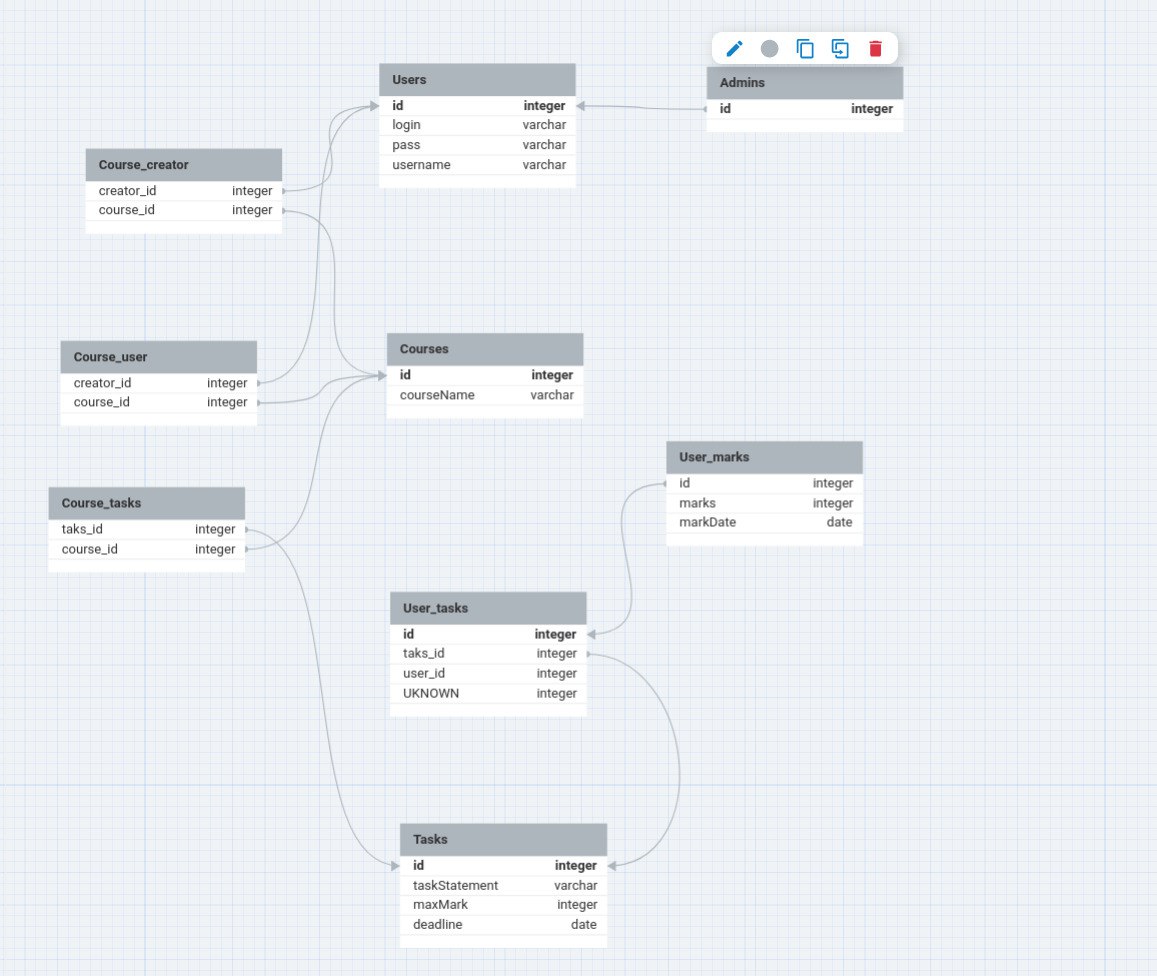 Users
id integer
login varchar
pass varchar
username varchar
Admins
id integer
Course_creator
creator_id integer
course_id integer
Course_user
creator_id integer
course_id integer
Courses
id integer
courseName varchar
User_marks
id integer
marks integer
markDate date
Course_tasks
taks_id integer
course_id integer
User_tasks
id integer
taks_id integer
user_id integer
UKNOWN integer
Tasks
id integer
taskStatement varchar
maxMark integer
deadline date